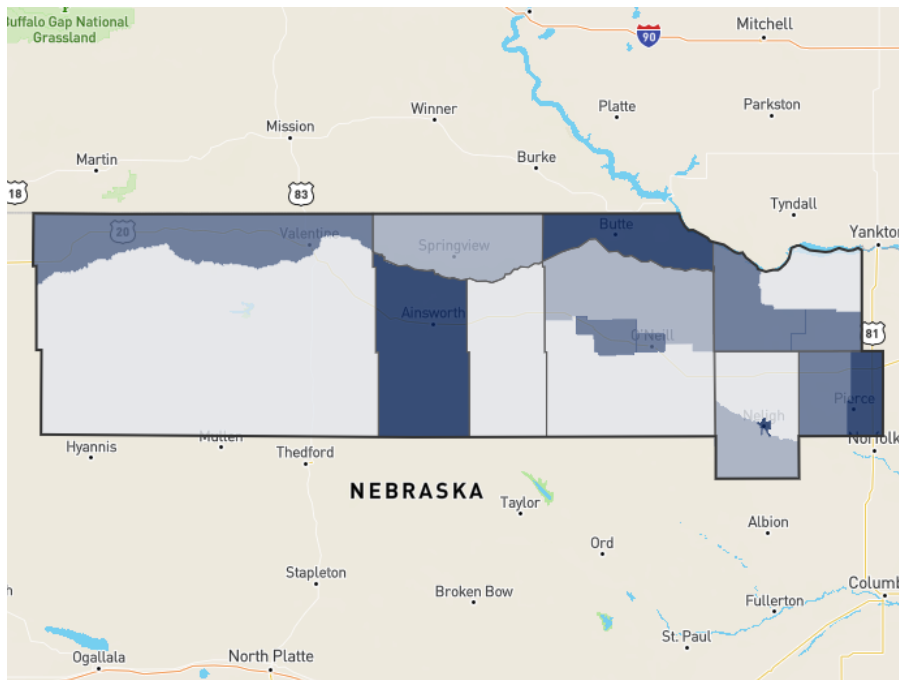 Buffalo Gap National
Grassland
90
Mitchell
Winner
Platte
Parkston
Mission
Martin
Burke
18
83
Tyndall
20
Valentine
Springview
Butte
Yankton
Ainsworth
O'Neill
81
Neligh
Pierce
Hyannis
Mullen
Thedford
Norfolk
NEBRASKA
Taylor
Albion
Ord
Stapleton
Broken Bow
Columb
Fullerton
St. Paul
Ogallala
North Platte